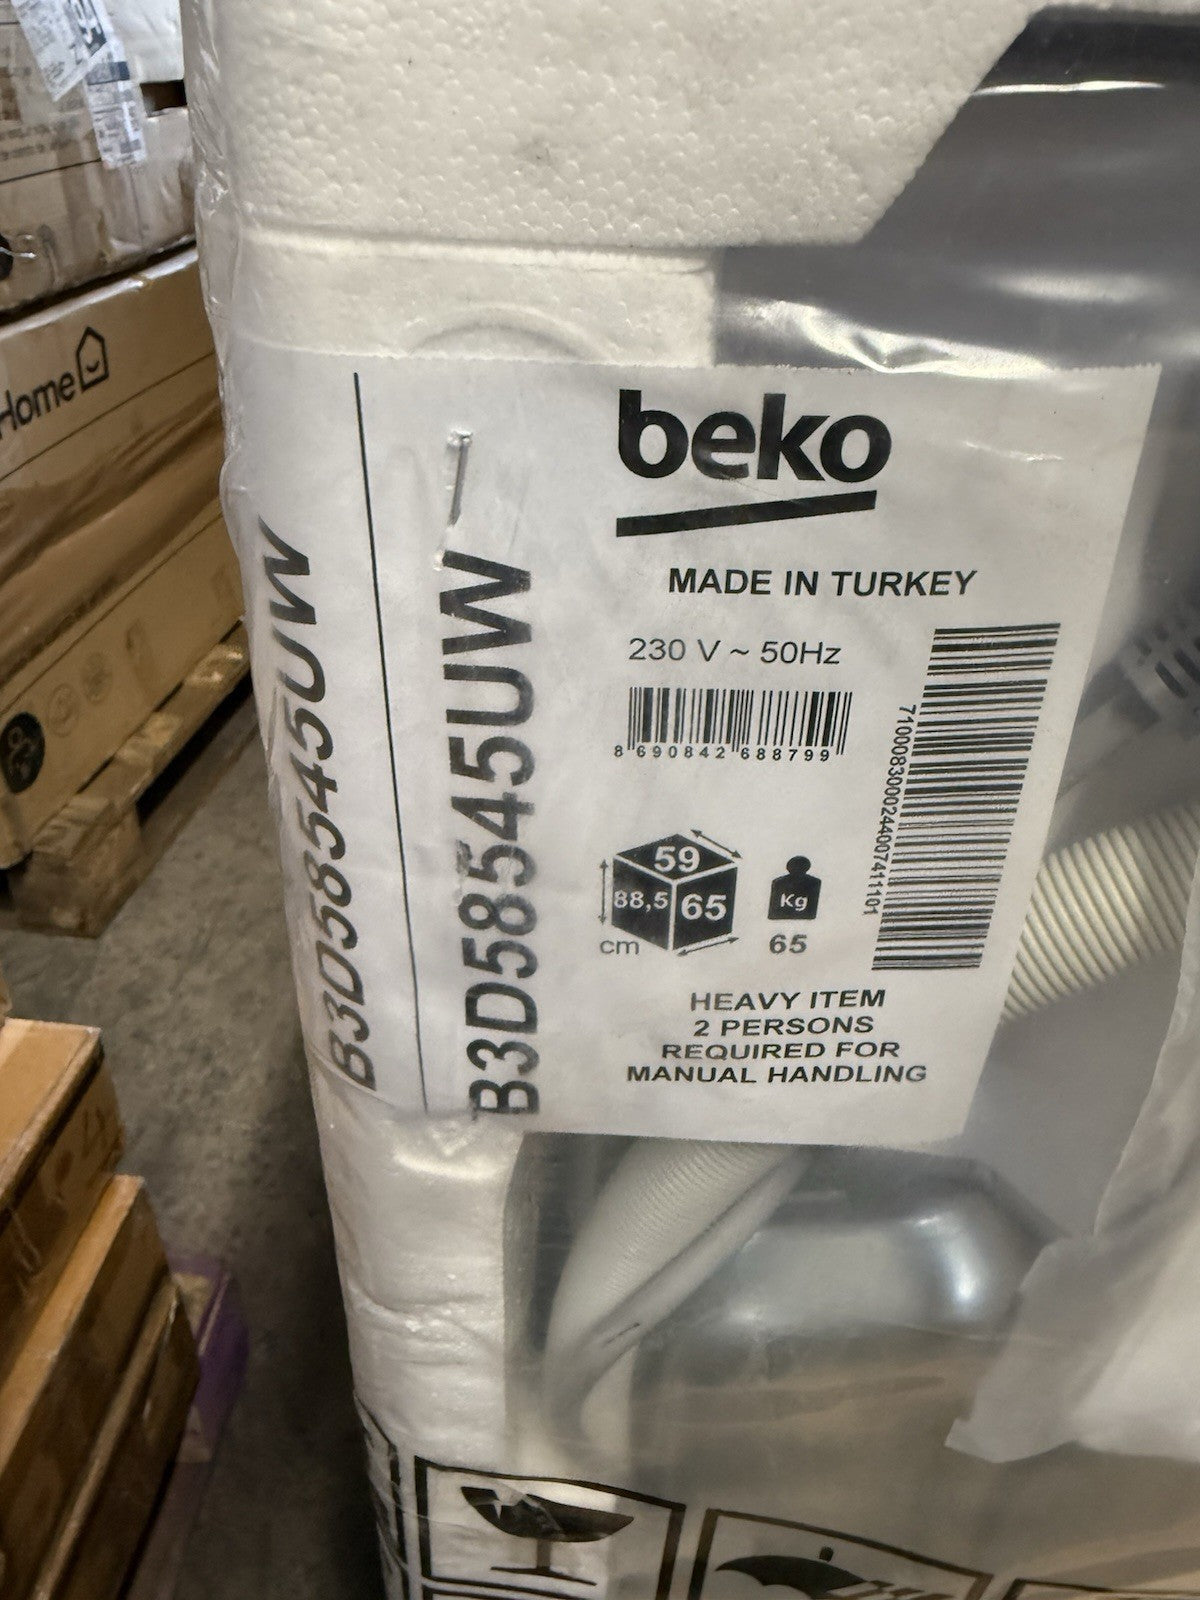 Home
B3D58545UW
B3D58545UW
beko
MADE IN TURKEY
230 V ~ 50Hz
8 690842 688799
7100083000244007411101
59
88,5
65
cm
Kg
65
HEAVY ITEM
2 PERSONS
REQUIRED FOR
MANUAL HANDLING